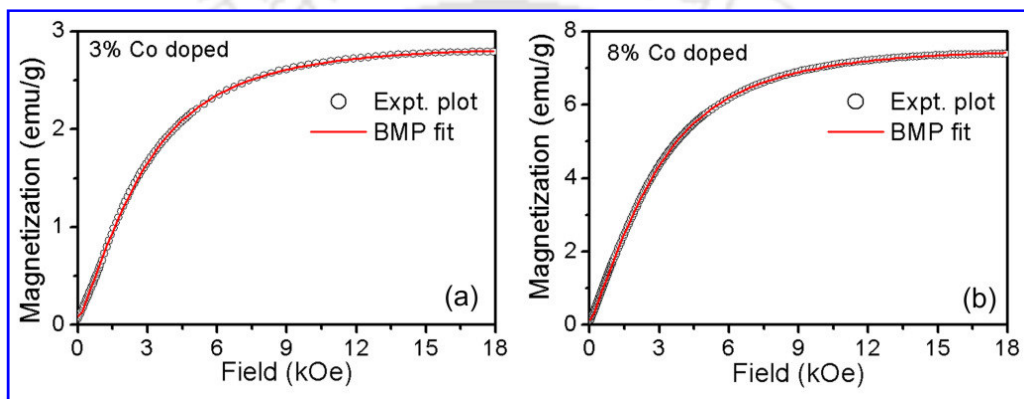 3% Co doped
Expt. plot
BMP fit
(a)
Magnetization (emu/g)
3
2
1
0
0 3 6 9 12 15 18
Field (kOe)
8% Co doped
Expt. plot
BMP fit
(b)
Magnetization (emu/g)
8
6
4
2
0
0 3 6 9 12 15 18
Field (kOe)